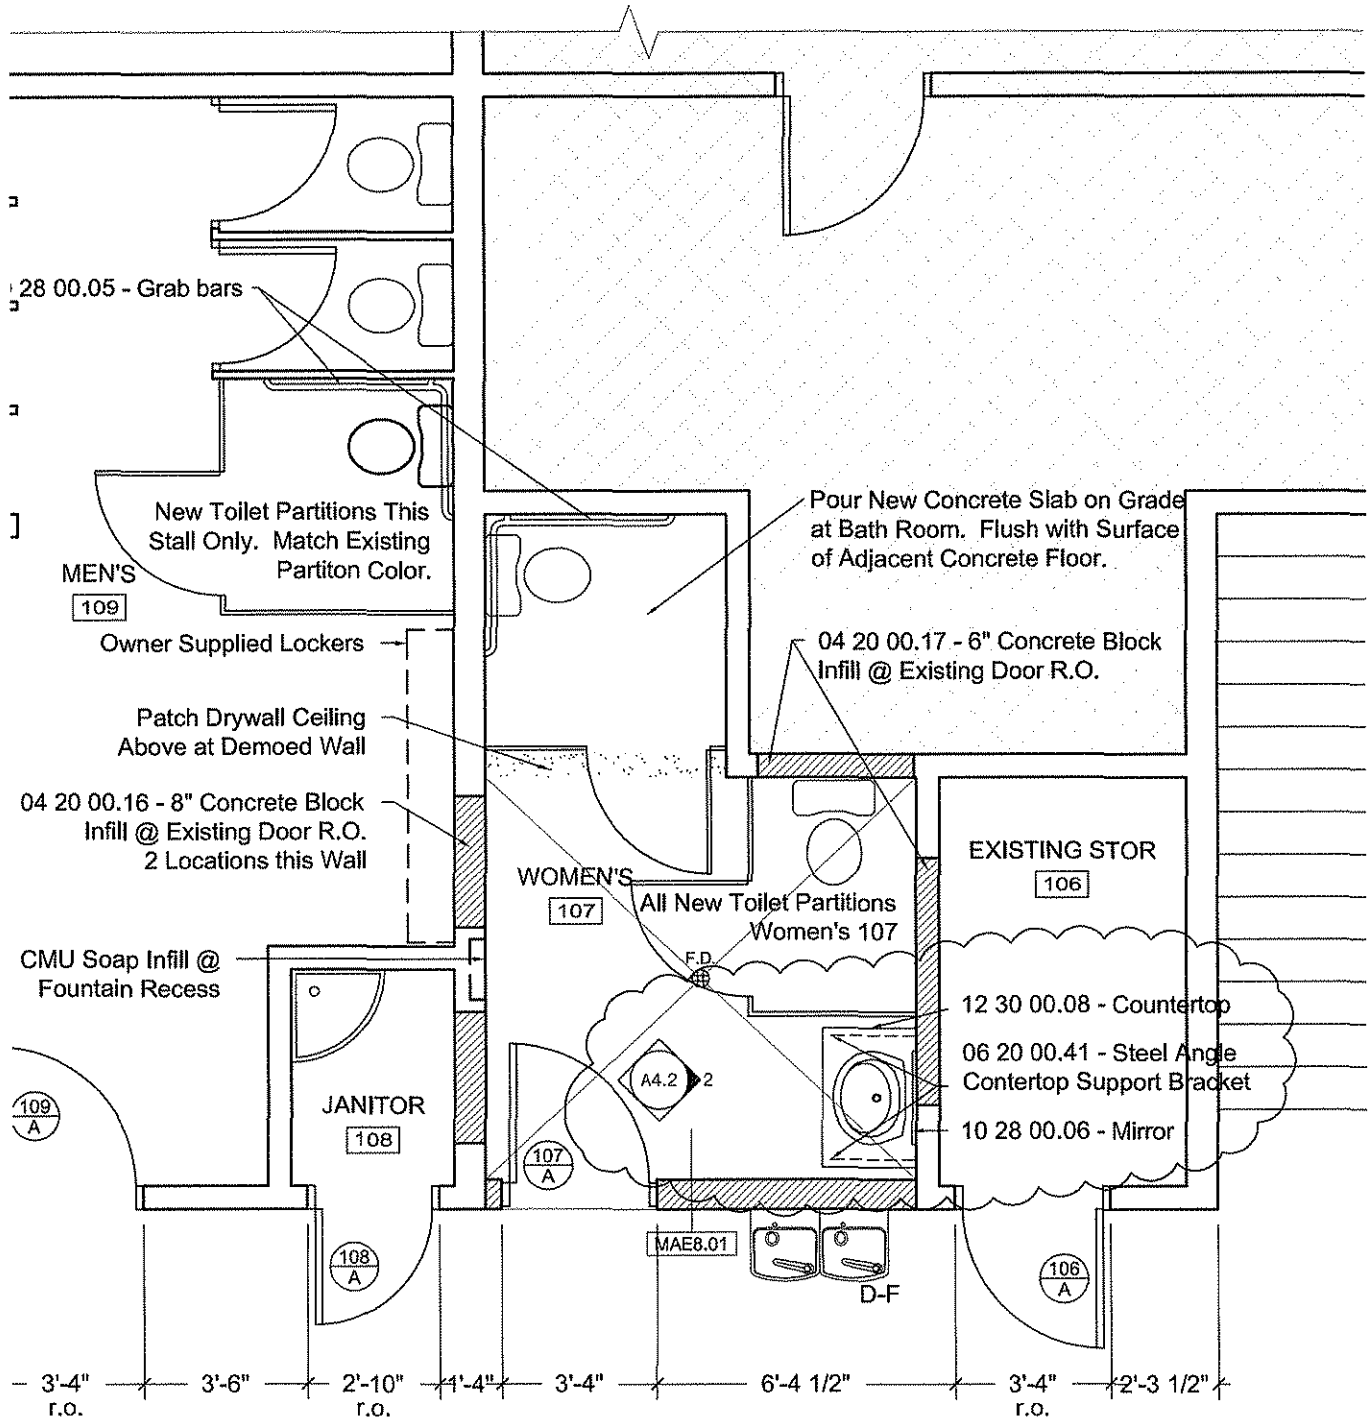 28 00.05 - Grab bars
New Toilet Partitions This
Stall Only. Match Existing
Partiton Color.
MEN'S
109
Owner Supplied Lockers
Patch Drywall Ceiling
Above at Demoed Wall
04 20 00.16 - 8" Concrete Block
Infill @ Existing Door R.O.
2 Locations this Wall
CMU Soap Infill @
Fountain Recess
Pour New Concrete Slab on Grade
at Bath Room. Flush with Surface
of Adjacent Concrete Floor.
04 20 00.17 - 6" Concrete Block
Infill @ Existing Door R.O.
EXISTING STOR
106
WOMEN'S
107
All New Toilet Partitions
Women's 107
F.D.
12 30 00.08 - Countertop
06 20 00.41 - Steel Angle
Contertop Support Bracket
10 28 00.06 - Mirror
A4.2
2
JANITOR
108
109
A
107
A
108
A
106
A
MAE8.01
D-F
3'-4"
r.o.
3'-6"
2'-10"
r.o.
1'-4"
3'-4"
6'-4 1/2"
3'-4"
r.o.
2'-3 1/2"